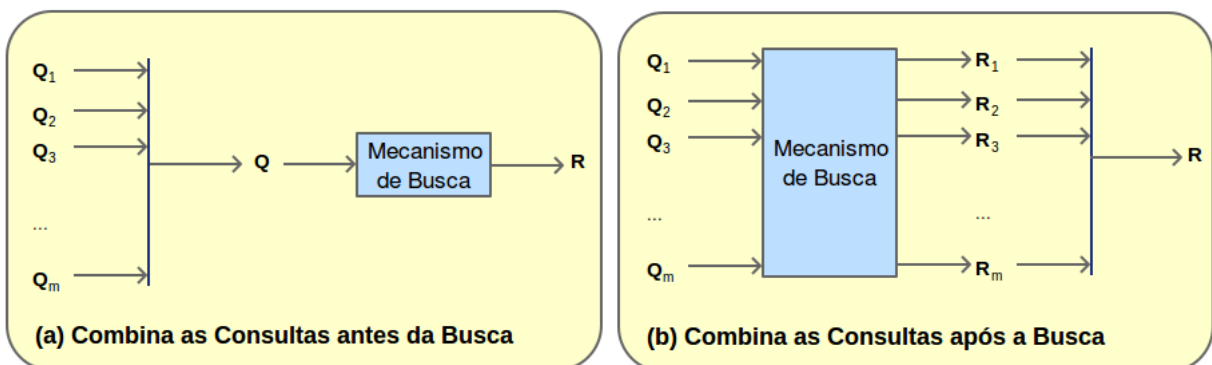 Q1
Q2
Q3
...
Qm
Q
Mecanismo
de Busca
R
(a) Combina as Consultas antes da Busca
Q1
Q2
Q3
...
Qm
Mecanismo
de Busca
R1
R2
R3
...
Rm
R
(b) Combina as Consultas após a Busca